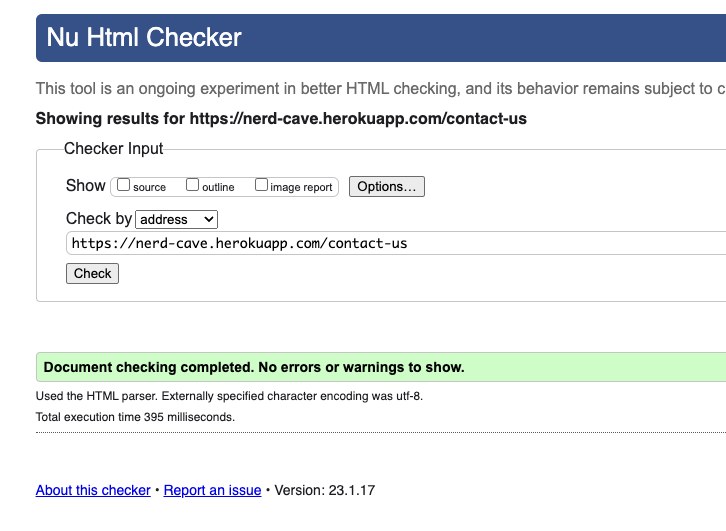 Nu Html Checker
This tool is an ongoing experiment in better HTML checking, and its behavior remains subject to c
Showing results for https://nerd-cave.herokuapp.com/contact-us
Checker Input
Show source outline image report Options...
Check by address
https://nerd-cave.herokuapp.com/contact-us
Check
Document checking completed. No errors or warnings to show.
Used the HTML parser. Externally specified character encoding was utf-8.
Total execution time 395 milliseconds.
About this checker • Report an issue • Version: 23.1.17